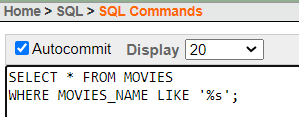 Home > SQL > SQL Commands
Autocommit Display 20
SELECT * FROM MOVIES
WHERE MOVIES_NAME LIKE '%s';